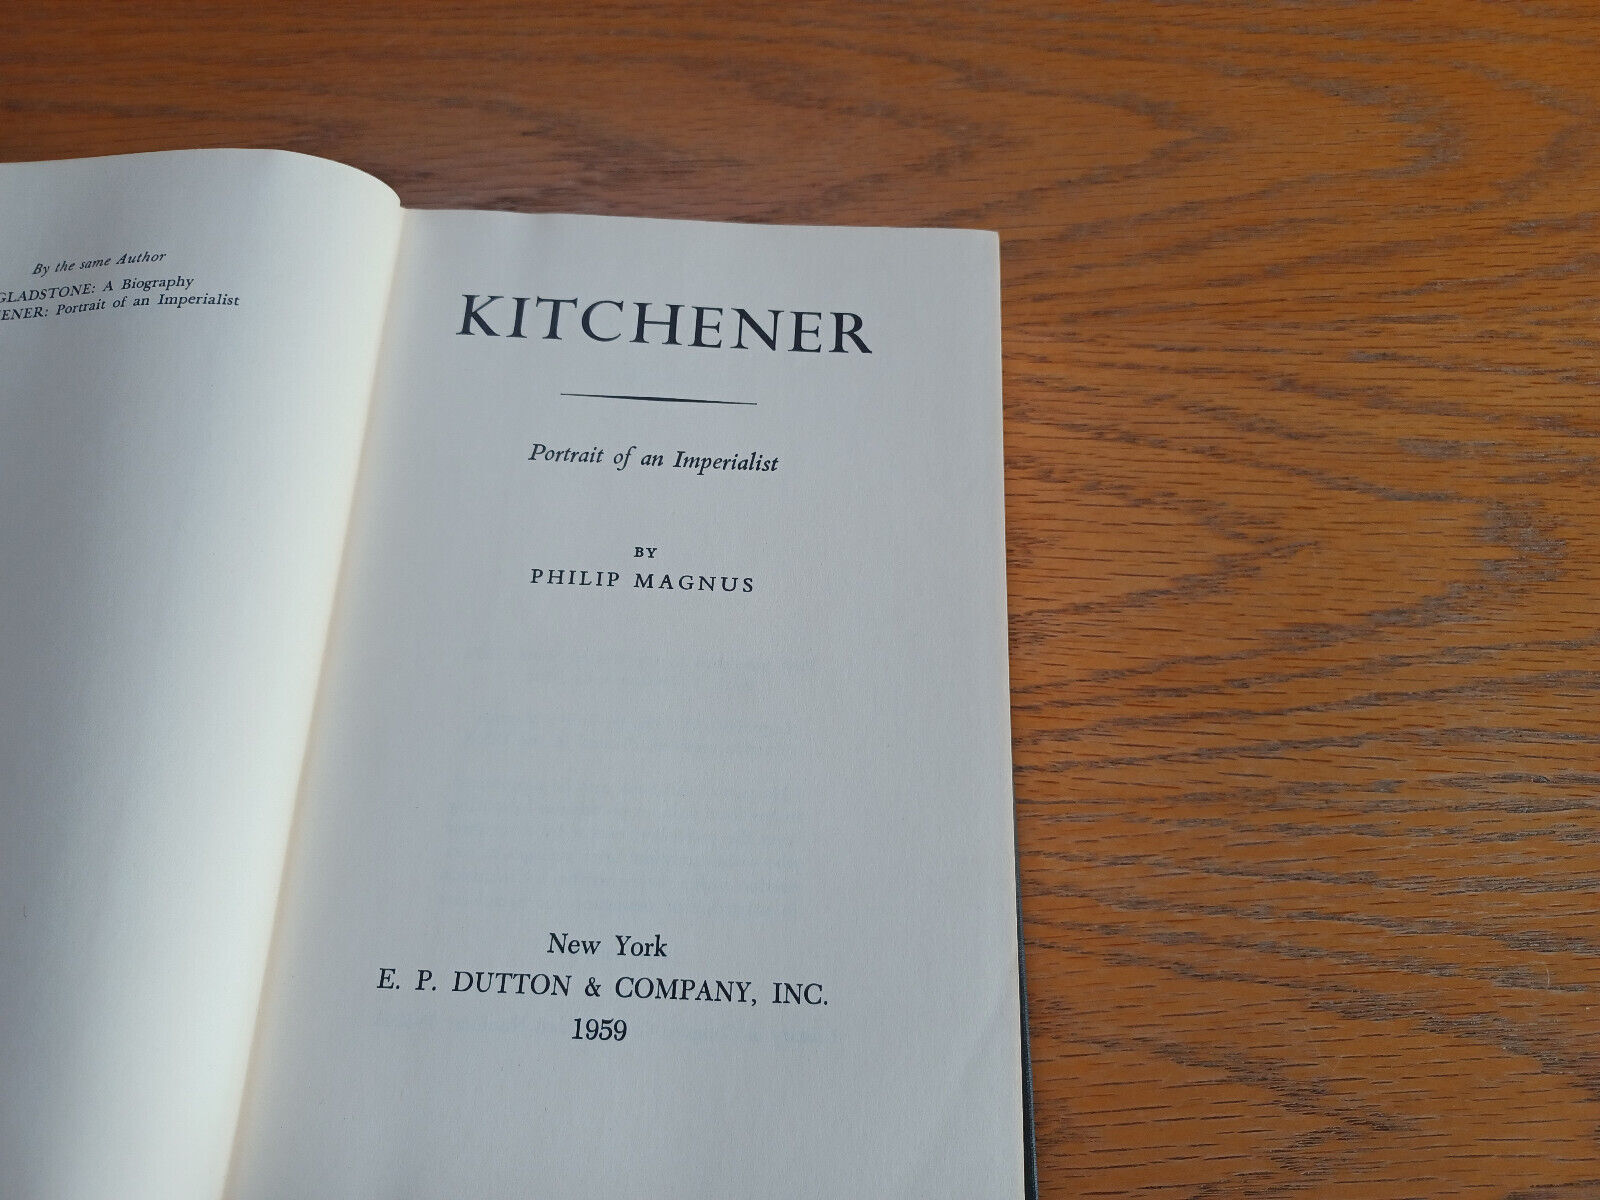 By the same Author
GLADSTONE: A Biography
ENER: Portrait of an Imperialist
KITCHENER
Portrait of an Imperialist
BY
PHILIP MAGNUS
New York
E. P. DUTTON & COMPANY, INC.
1959